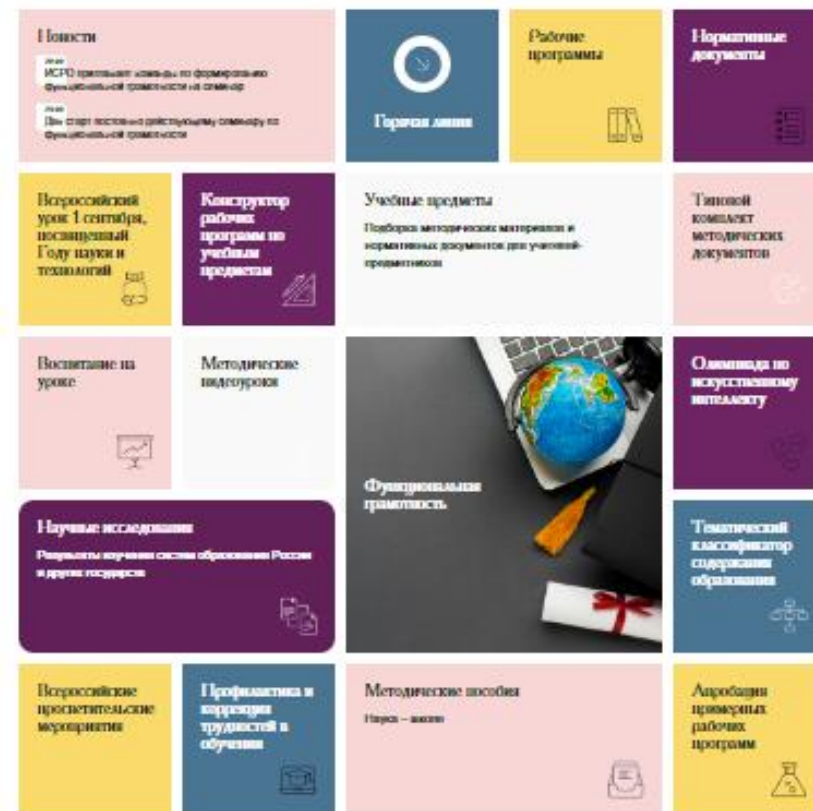 Новости
ИСРО приглашает команды по формированию
функциональной грамотности на семинар
Дан старт постоянно действующему семинару по
функциональной грамотности
Горячая линия
Рабочие
программы
Нормативные
документы
Всероссийский
урок 1 сентября,
посвященный
Году науки и
технологий
Конструктор
рабочих
программ по
учебным
предметам
Учебные предметы
Подборка методических материалов и
нормативных документов для учителей-
предметников
Типовой
комплект
методических
документов
Воспитание на
уроке
Методические
видеоуроки
Функциональная
грамотность
Олимпиада по
искусственному
интеллекту
Научные исследования
Результаты изучения систем образования России
и других государств
Тематический
классификатор
содержания
образования
Всероссийские
просветительские
мероприятия
Профилактика и
коррекция
трудностей в
обучении
Методические пособия
Наука – школе
Апробация
примерных
рабочих
программ